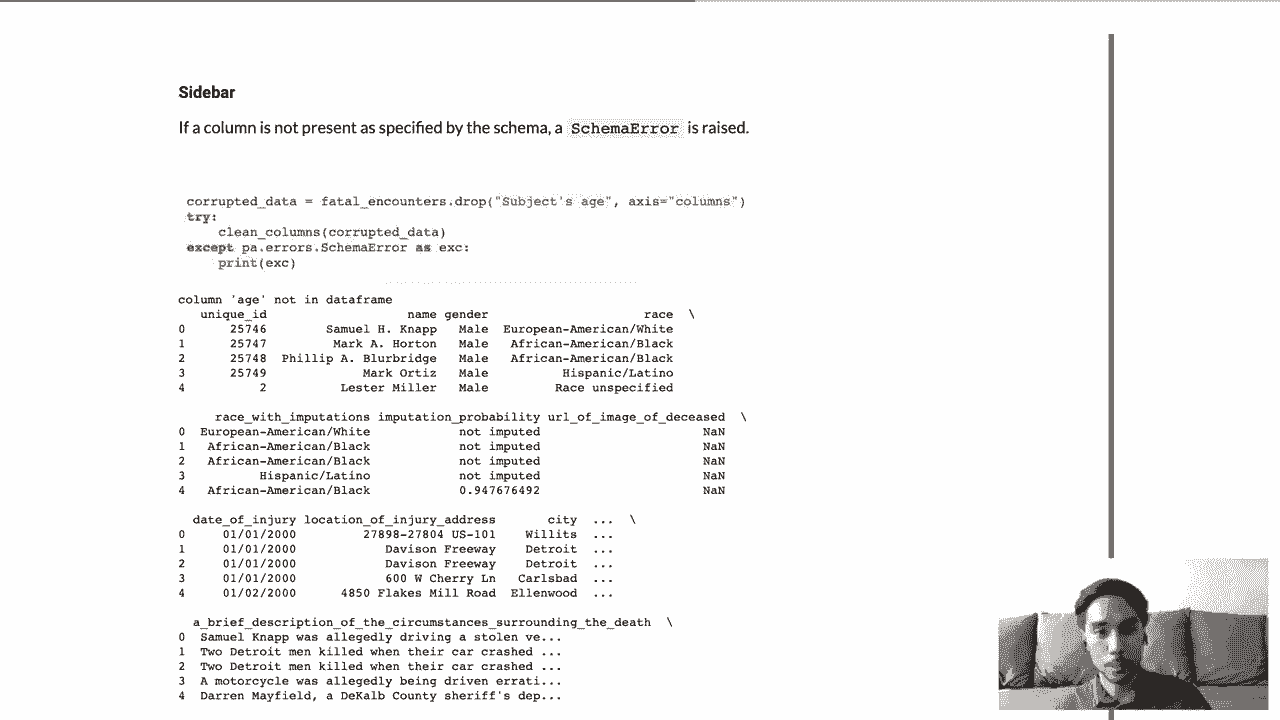 Sidebar
If a column is not present as specified by the schema, a SchemaError is raised.
corrupted_data = fatal_encounters.drop("Subject's age", axis="columns")
try:
    clean_columns(corrupted_data)
except pa.errors.SchemaError as exc:
    print(exc)
column 'age' not in dataframe
   unique_id                   name gender                     race  \
0      25746        Samuel H. Knapp   Male  European-American/White
1      25747         Mark A. Horton   Male   African-American/Black
2      25748  Phillip A. Blurbridge   Male   African-American/Black
3      25749             Mark Ortiz   Male          Hispanic/Latino
4          2          Lester Miller   Male         Race unspecified
     race_with_imputations imputation_probability url_of_image_of_deceased  \
0  European-American/White            not imputed                      NaN
1   African-American/Black            not imputed                      NaN
2   African-American/Black            not imputed                      NaN
3          Hispanic/Latino            not imputed                      NaN
4   African-American/Black            0.947676492                      NaN
  date_of_injury location_of_injury_address       city  ...  \
0     01/01/2000         27898-27804 US-101    Willits  ...
1     01/01/2000            Davison Freeway    Detroit  ...
2     01/01/2000            Davison Freeway    Detroit  ...
3     01/01/2000            600 W Cherry Ln   Carlsbad  ...
4     01/02/2000      4850 Flakes Mill Road  Ellenwood  ...
  a_brief_description_of_the_circumstances_surrounding_the_death  \
0  Samuel Knapp was allegedly driving a stolen ve...
1  Two Detroit men killed when their car crashed ...
2  Two Detroit men killed when their car crashed ...
3  A motorcycle was allegedly being driven errati...
4  Darren Mayfield, a DeKalb County sheriff's dep...